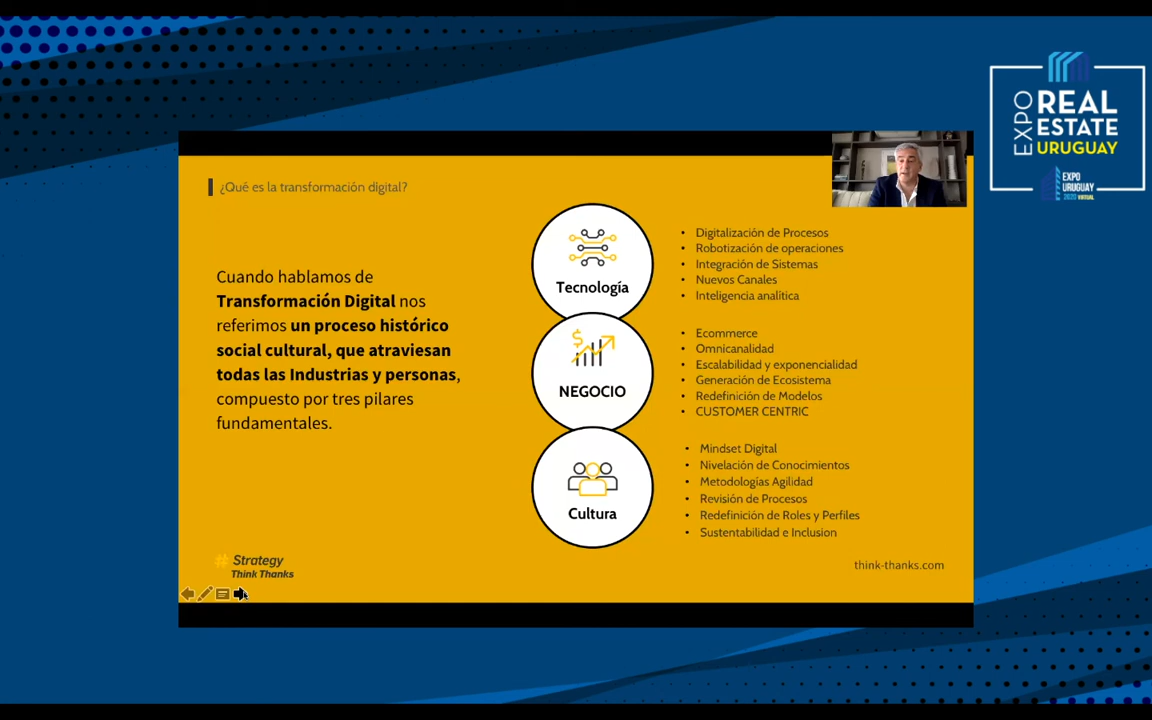 EXPO
REAL
ESTATE
URUGUAY
EXPO
URUGUAY
2020 VIRTUAL
¿Qué es la transformación digital?
Cuando hablamos de
Transformación Digital nos
referimos un proceso histórico
social cultural, que atraviesan
todas las Industrias y personas,
compuesto por tres pilares
fundamentales.
Tecnología
• Digitalización de Procesos
• Robotización de operaciones
• Integración de Sistemas
• Nuevos Canales
• Inteligencia analítica
NEGOCIO
• Ecommerce
• Omnicanalidad
• Escalabilidad y exponencialidad
• Generación de Ecosistema
• Redefinición de Modelos
• CUSTOMER CENTRIC
Cultura
• Mindset Digital
• Nivelación de Conocimientos
• Metodologías Agilidad
• Revisión de Procesos
• Redefinición de Roles y Perfiles
• Sustentabilidad e Inclusion
# Strategy
Think Thanks
think-thanks.com